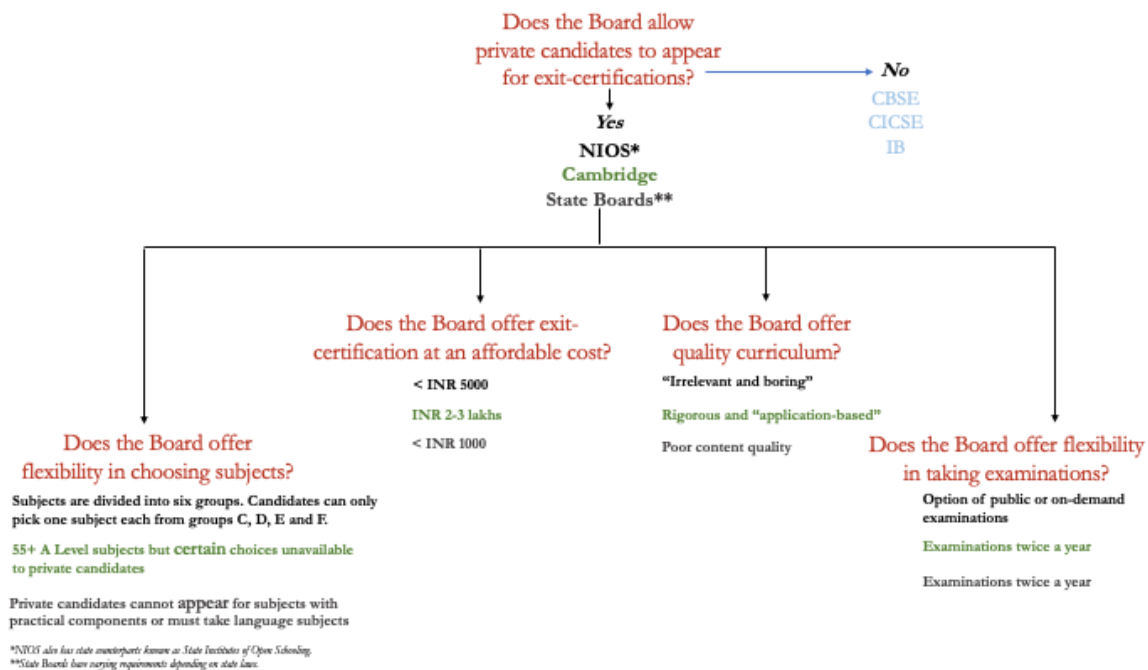 Does the Board allow
private candidates to appear
for exit-certifications?
No
CBSE
CICSE
IB
Yes
NIOS*
Cambridge
State Boards**
Does the Board offer
flexibility in choosing subjects?
Subjects are divided into six groups. Candidates can only
pick one subject each from groups C, D, E and F.
55+ A Level subjects but certain choices unavailable
to private candidates
Private candidates cannot appear for subjects with
practical components or must take language subjects
Does the Board offer exit-
certification at an affordable cost?
< INR 5000
INR 2-3 lakhs
< INR 1000
Does the Board offer
quality curriculum?
“Irrelevant and boring”
Rigorous and “application-based”
Poor content quality
Does the Board offer flexibility
in taking examinations?
Option of public or on-demand
examinations
Examinations twice a year
Examinations twice a year
*NIOS also has state counterparts known as State Institutes of Open Schooling.
**State Boards have varying requirements depending on state laws.